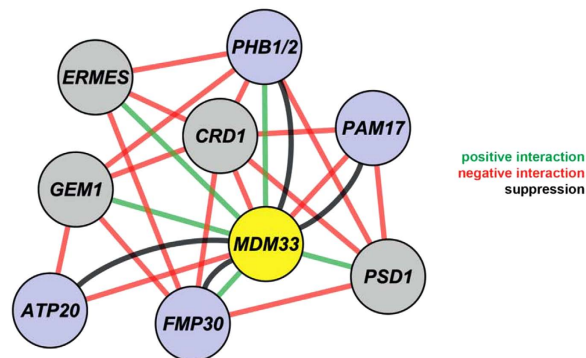 PHB1/2
ERMES
CRD1
PAM17
positive interaction
negative interaction
suppression
GEM1
MDM33
PSD1
ATP20
FMP30